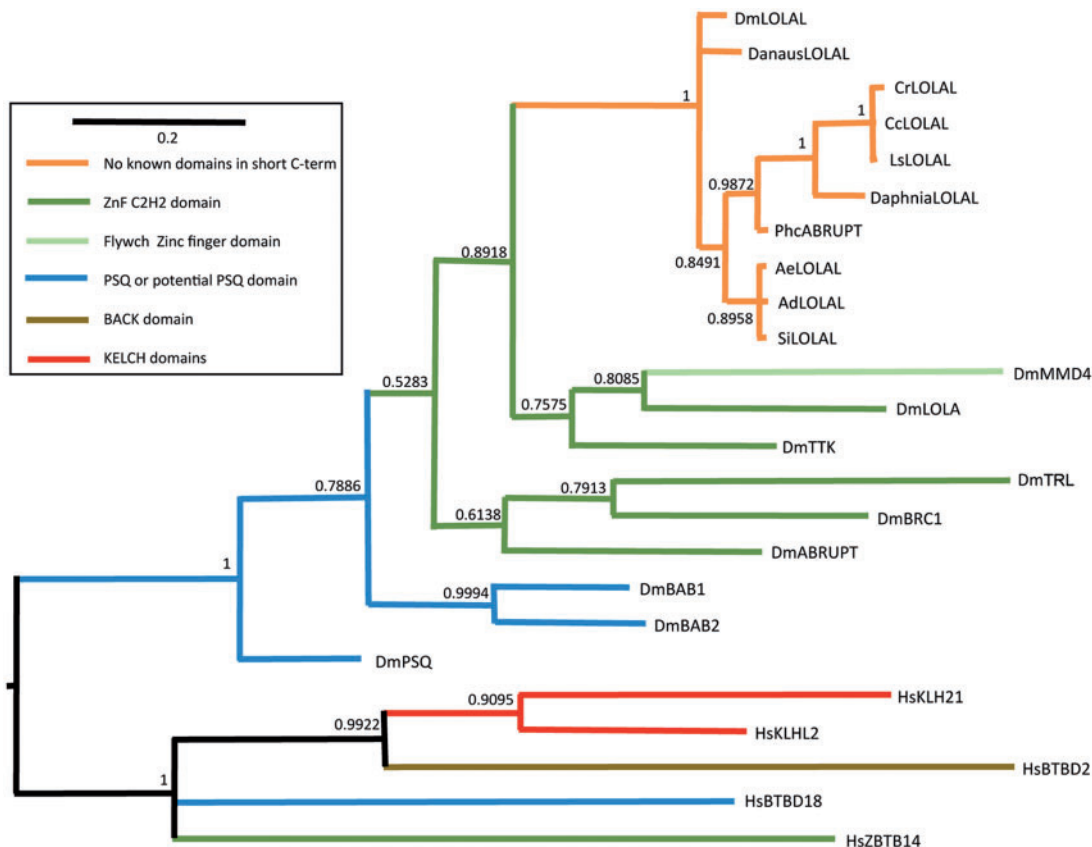 0.2
No known domains in short C-term
ZnF C2H2 domain
Flywch Zinc finger domain
PSQ or potential PSQ domain
BACK domain
KELCH domains
DmLOLAL
DanausLOLAL
CrLOLAL
1
1
CcLOLAL
1
LsLOLAL
0.9872
DaphniaLOLAL
PhcABRUPT
0.8918
0.8491
AeLOLAL
AdLOLAL
0.8958
SiLOLAL
DmMMD4
0.5283
0.8085
0.7575
DmLOLA
DmTTK
0.7886
0.7913
DmTRL
0.6138
DmBRC1
DmABRUPT
1
0.9994
DmBAB1
DmBAB2
DmPSQ
0.9095
HsKLH21
0.9922
HsKLHL2
HsBTBD2
1
HsBTBD18
HsZBTB14